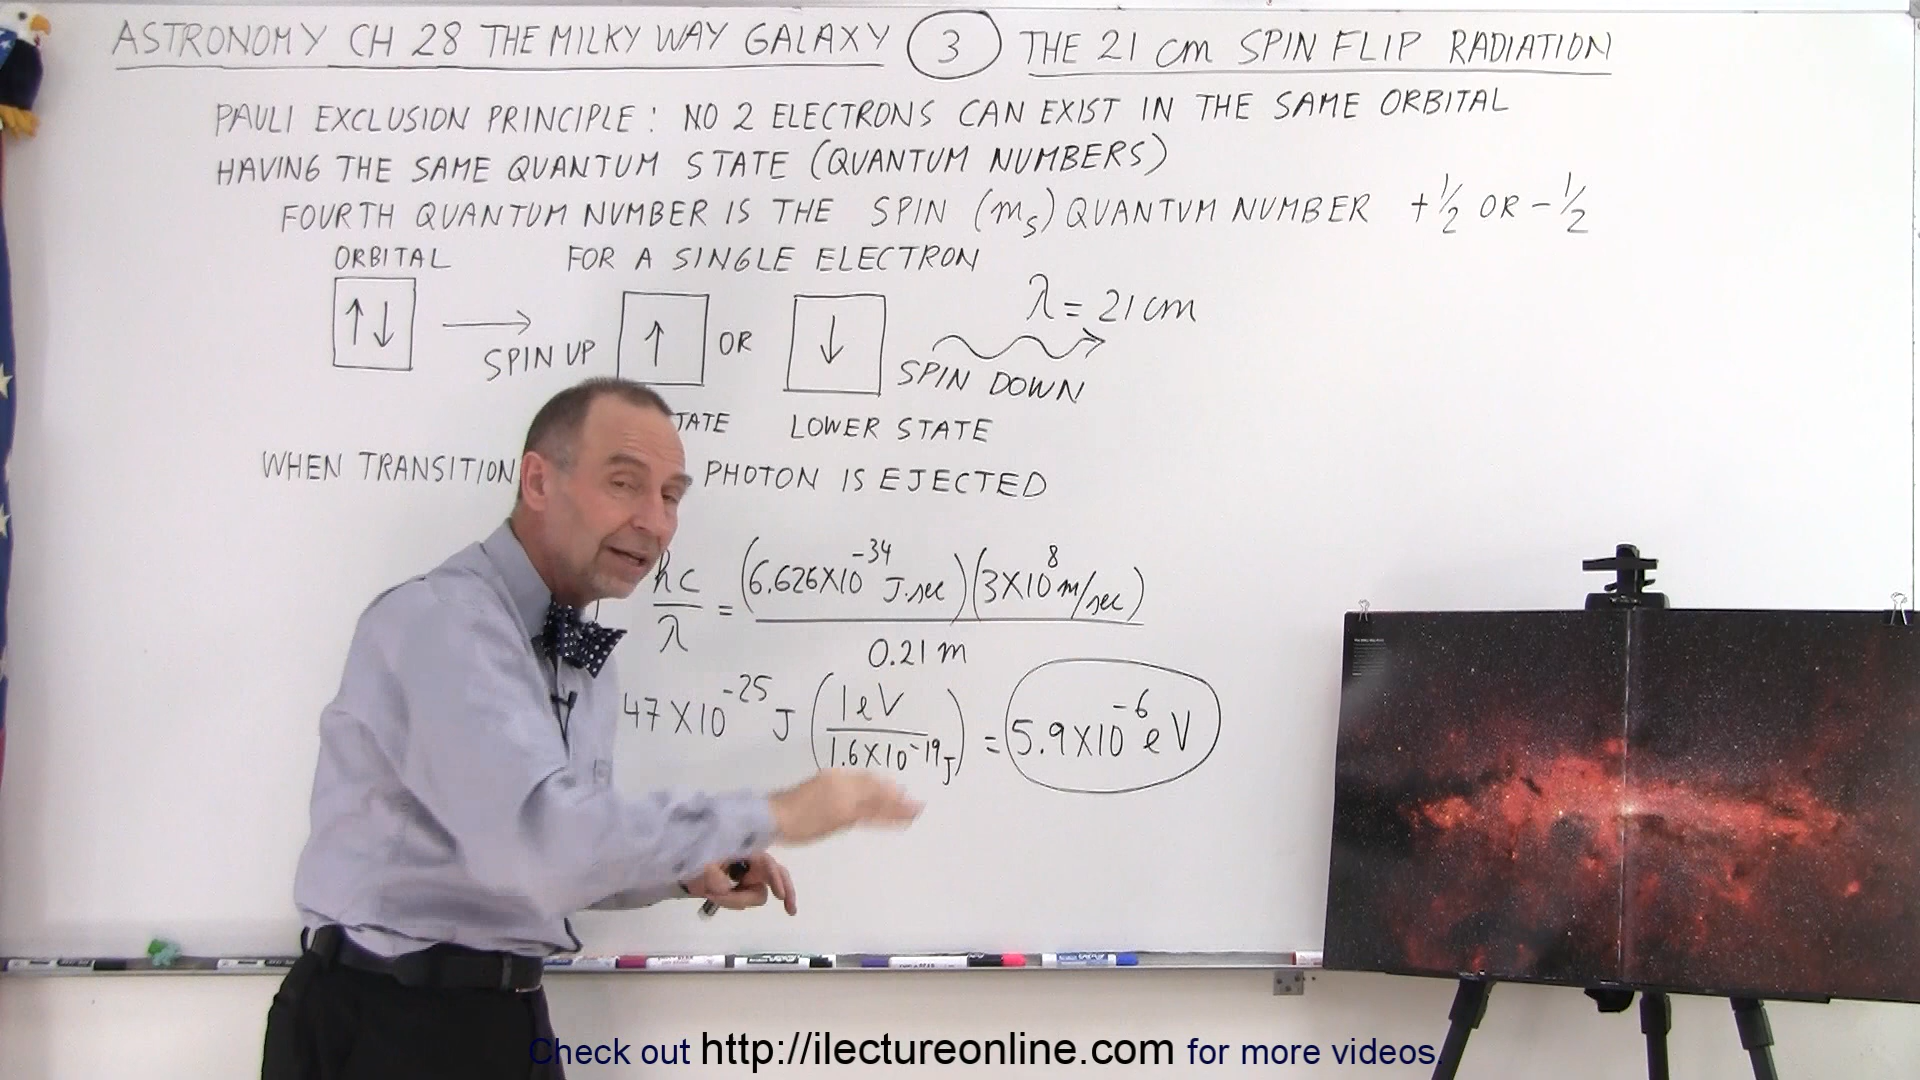 ASTRONOMY CH 28 THE MILKY WAY GALAXY 3 THE 21 cm SPIN FLIP RADIATION
PAULI EXCLUSION PRINCIPLE: NO 2 ELECTRONS CAN EXIST IN THE SAME ORBITAL
HAVING THE SAME QUANTUM STATE (QUANTUM NUMBERS)
FOURTH QUANTUM NUMBER IS THE SPIN (m_s) QUANTUM NUMBER +1/2 OR -1/2
ORBITAL FOR A SINGLE ELECTRON
λ = 21 cm
↑↓ → SPIN UP ↑ OR ↓ SPIN DOWN
TATE LOWER STATE
WHEN TRANSITION PHOTON IS EJECTED
hc/λ = (6.626X10^-34 J·sec)(3X10^8 m/sec)/0.21 m
47X10^-25 J (1eV/1.6X10^-19 J) = 5.9X10^-6 eV
Check out http://ilectureonline.com for more videos.